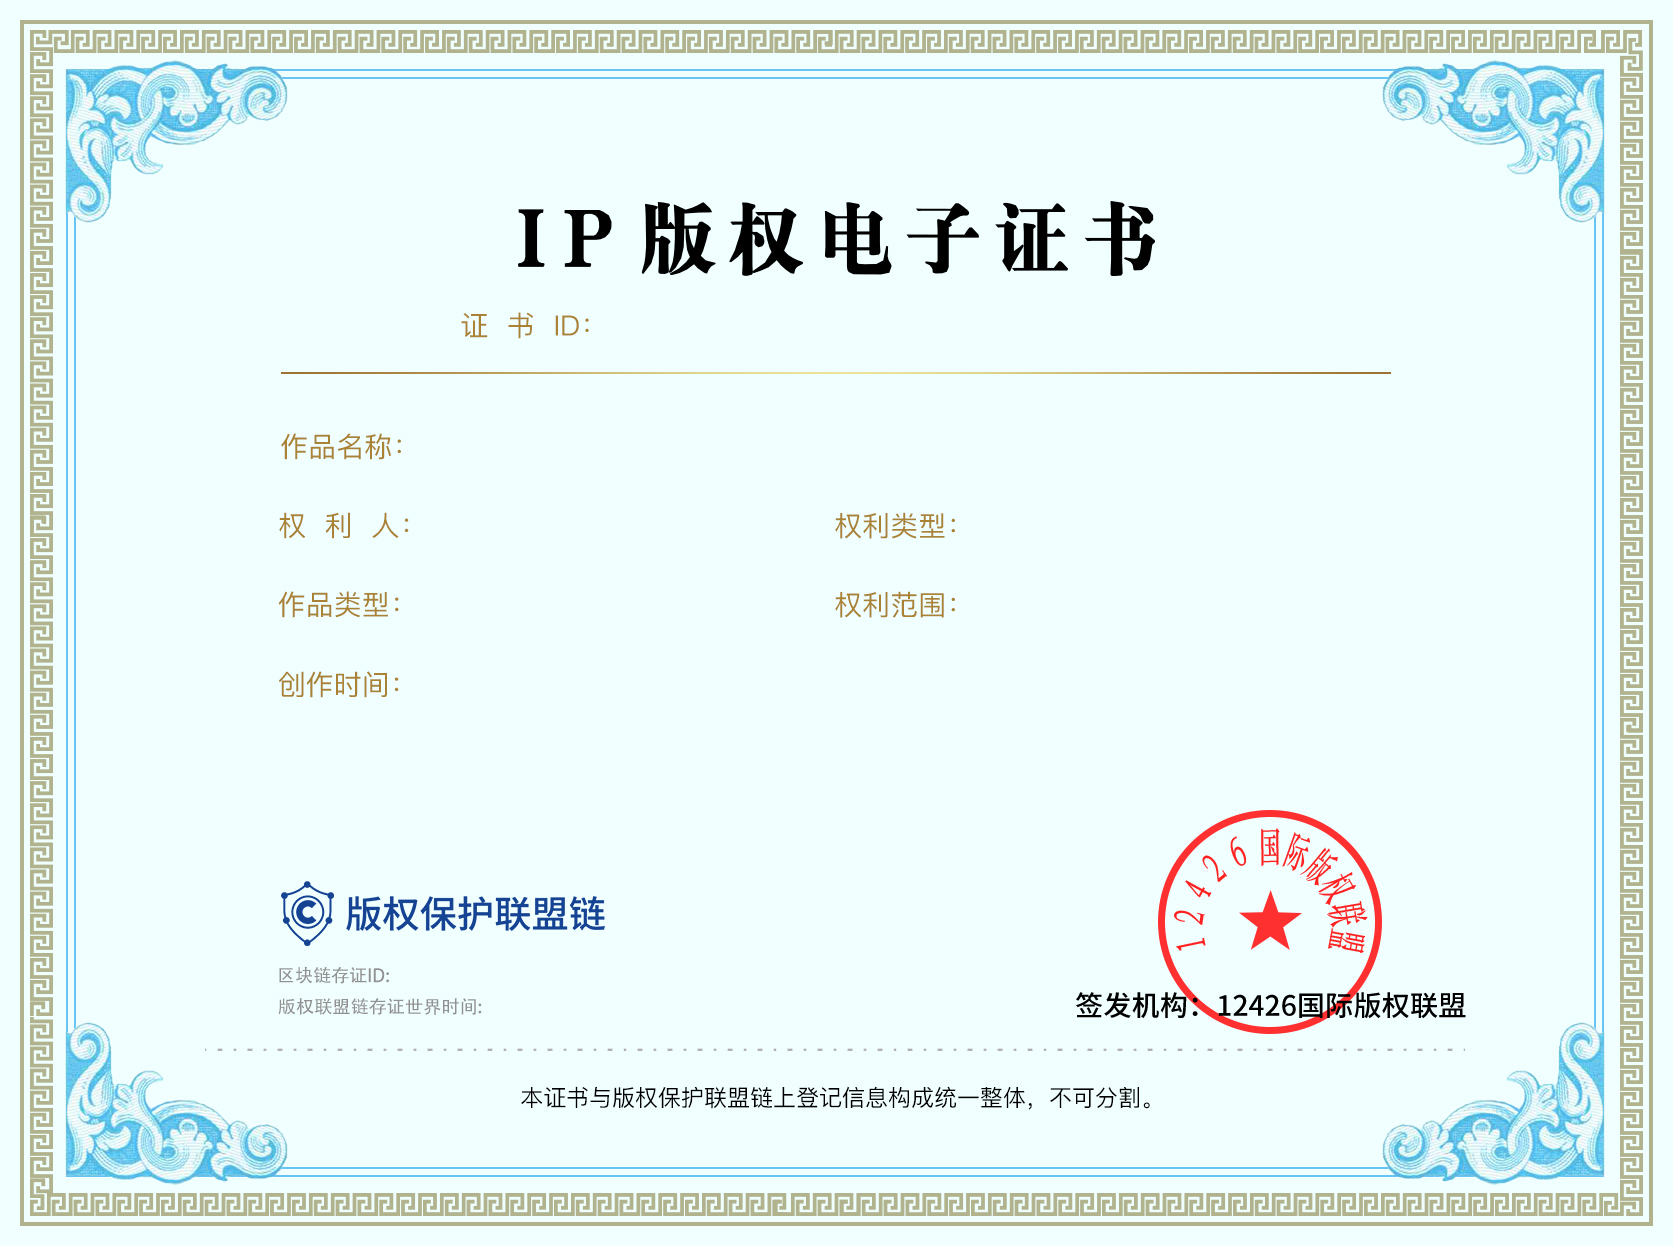 IP版权电子证书
证 书 ID：
作品名称：
权 利 人：
权利类型：
作品类型：
权利范围：
创作时间：
版权保护联盟链
区块链存证ID:
版权联盟链存证世界时间:
12426国际版权联盟
签发机构：12426国际版权联盟
本证书与版权保护联盟链上登记信息构成统一整体，不可分割。